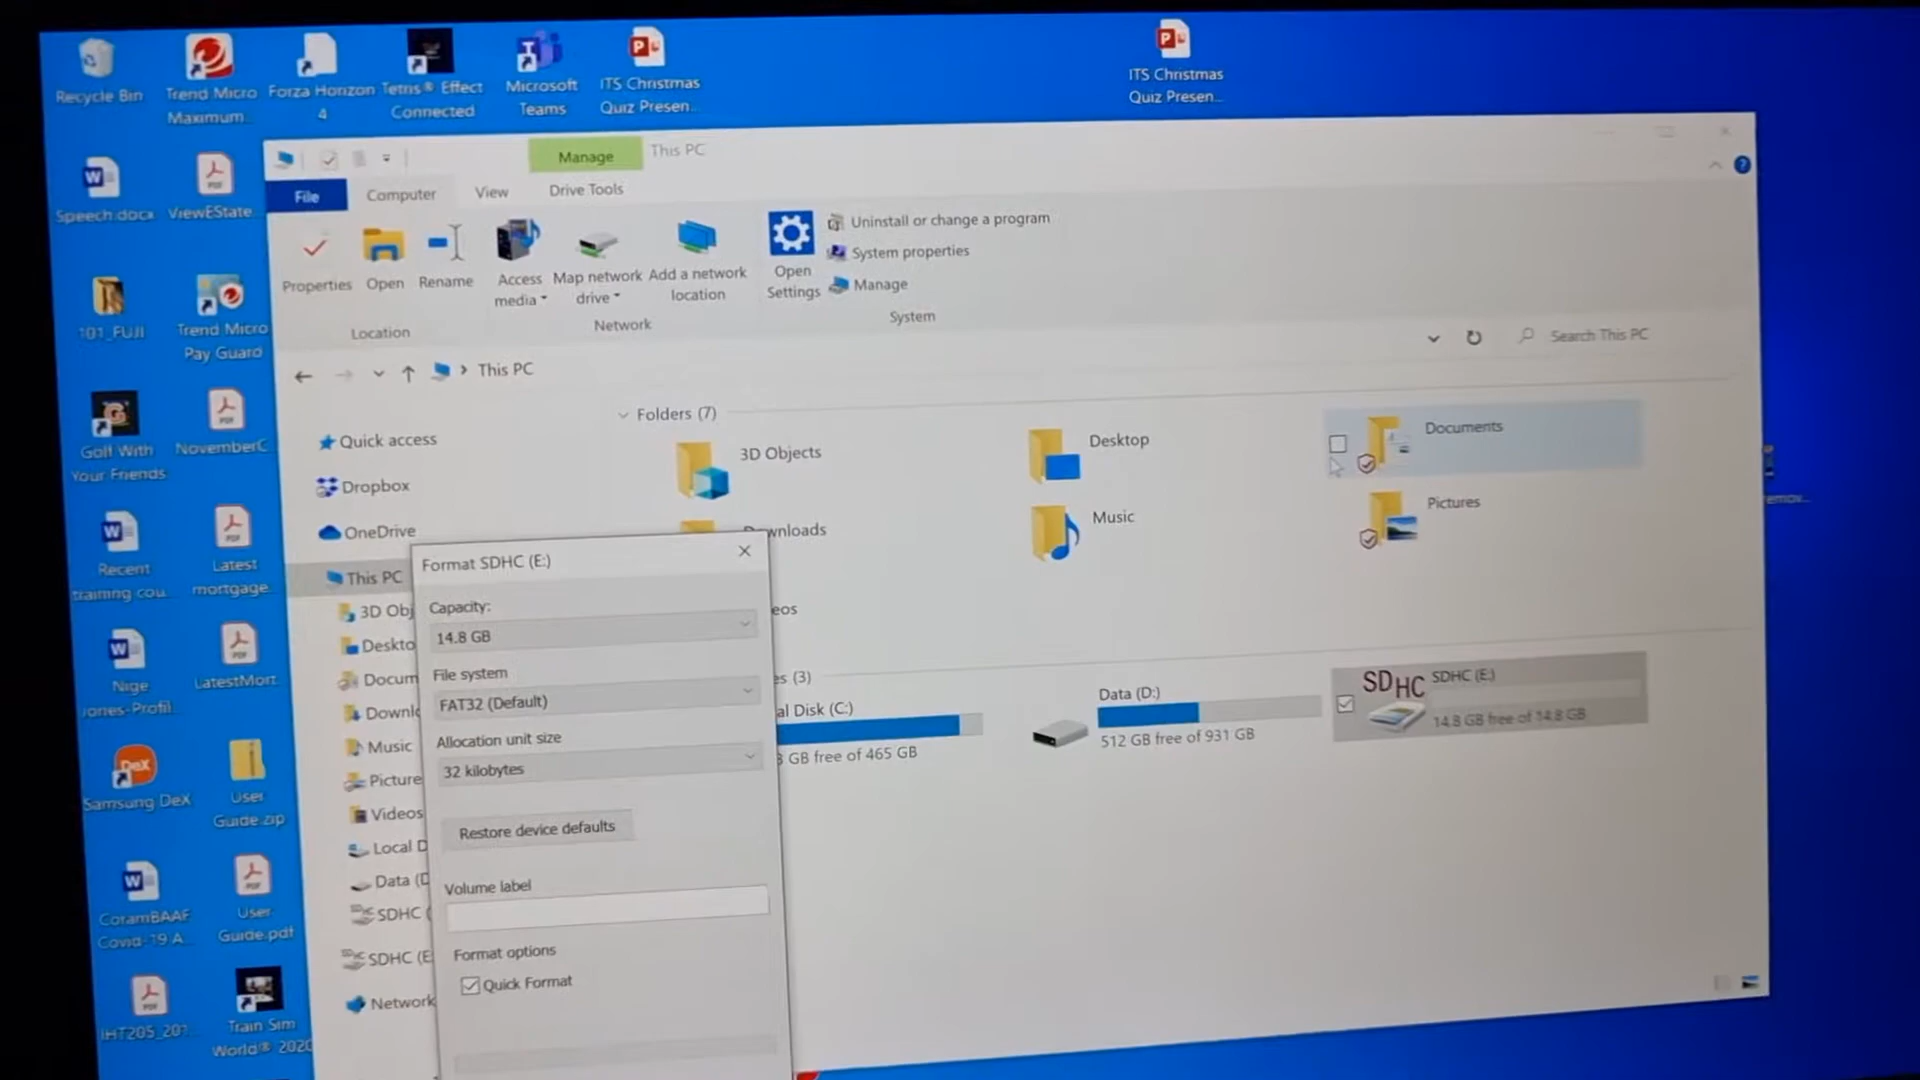 Recycle Bin
Trend Micro
Maximum...
Forza Horizon
4
Tetris® Effect
Connected
Microsoft
Teams
ITS Christmas
Quiz Presen...
ITS Christmas
Quiz Presen...
Speech.docx
ViewEState...
101_FUJI
Trend Micro
Pay Guard
Golf With
Your Friends
NovemberC...
Recent
training cou...
Latest
mortgage...
Nige
Jones-Profil...
LatestMort...
Samsung DeX
User
Guide.zip
CoramBAAF
Covid-19 A...
User
Guide.pdf
IHT205_201...
Train Sim
World® 2020
Manage
This PC
File
Computer
View
Drive Tools
Properties
Open
Rename
Access
media
Map network
drive
Add a network
location
Open
Settings
Uninstall or change a program
System properties
Manage
Location
Network
System
This PC
Search This PC
Quick access
Dropbox
OneDrive
This PC
3D Obj
Deskto
Docum
Downlo
Music
Picture
Videos
Local D
Data (D
SDHC (
SDHC (E
Network
Folders (7)
3D Objects
Desktop
Documents
wnloads
Music
Pictures
eos
es (3)
al Disk (C:)
GB free of 465 GB
Data (D:)
512 GB free of 931 GB
SDHC
SDHC (E:)
14.8 GB free of 14.8 GB
Format SDHC (E:)
Capacity:
14.8 GB
File system
FAT32 (Default)
Allocation unit size
32 kilobytes
Restore device defaults
Volume label
Format options
Quick Format